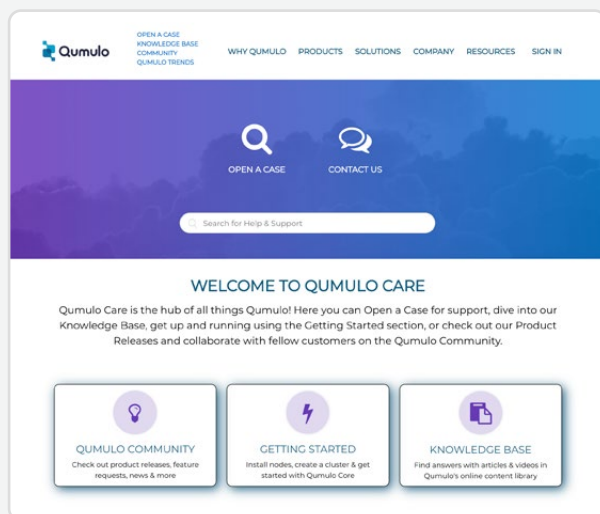 Qumulo
OPEN A CASE
KNOWLEDGE BASE
COMMUNITY
QUMULO TRENDS
WHY QUMULO PRODUCTS SOLUTIONS COMPANY RESOURCES SIGN IN
OPEN A CASE CONTACT US
Search for Help & Support
WELCOME TO QUMULO CARE
Qumulo Care is the hub of all things Qumulo! Here you can Open a Case for support, dive into our
Knowledge Base, get up and running using the Getting Started section, or check out our Product
Releases and collaborate with fellow customers on the Qumulo Community.
QUMULO COMMUNITY
Check out product releases, feature
requests, news & more
GETTING STARTED
Install nodes, create a cluster & get
started with Qumulo Core
KNOWLEDGE BASE
Find answers with articles & videos in
Qumulo's online content library